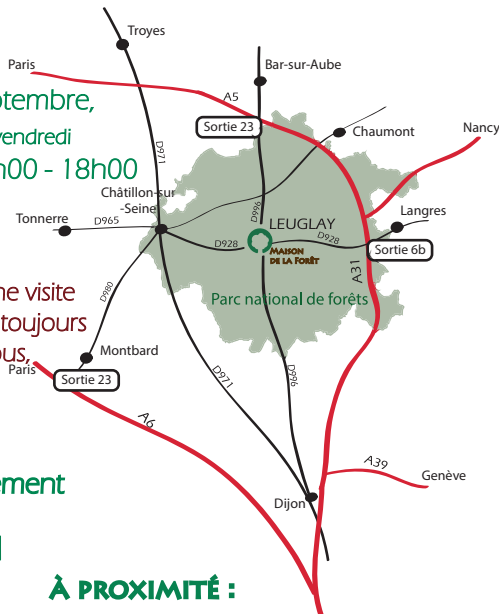 Troyes
Paris
Bar-sur-Aube
A5
ptembre,
Sortie 23
vendredi
Chaumont
Nancy
h00 - 18h00
D971
Châtillon-sur
-Seine
D996
Langres
Tonnerre
D965
LEUGLAY
D928
D928
MAISON
DE LA FORÊT
Sortie 6b
A31
D980
ne visite
Parc national de forêts
toujours
ous,
Paris
Montbard
Sortie 23
D971
D996
A6
A39
Genève
ement
Dijon
À PROXIMITÉ :